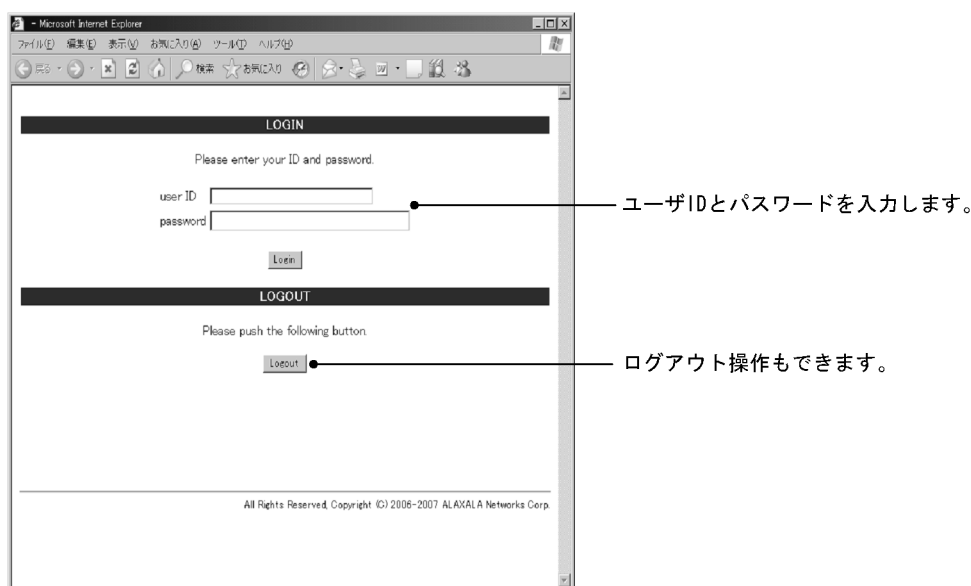 - Microsoft Internet Explorer
ファイル(F) 編集(E) 表示(V) お気に入り(A) ツール(T) ヘルプ(H)
戻る 検索 お気に入り W
LOGIN
Please enter your ID and password.
user ID
ユーザIDとパスワードを入力します。
password
Login
LOGOUT
Please push the following button.
Logout
ログアウト操作もできます。
All Rights Reserved, Copyright (C) 2006-2007 ALAXALA Networks Corp.